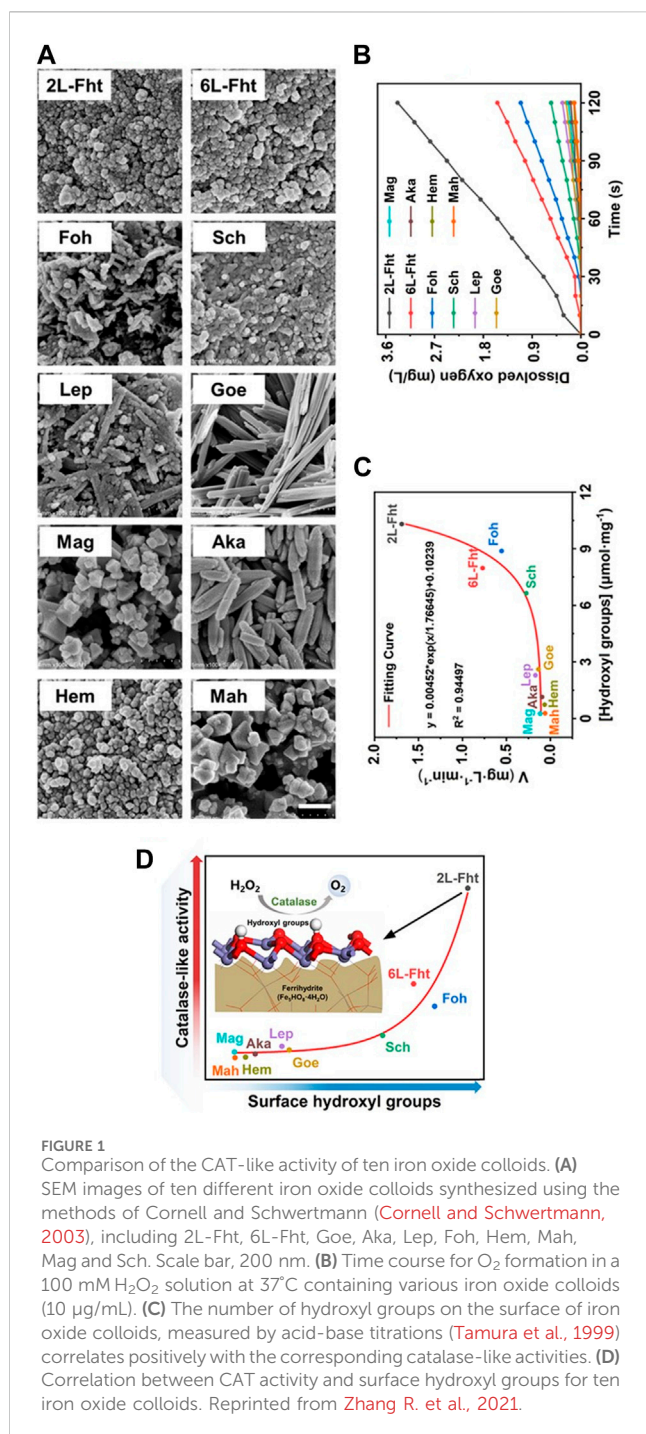 A
2L-Fht
6L-Fht
Foh
Sch
Lep
Goe
Mag
Aka
Hem
Mah
B
Dissolved oxygen (mg/L)
3.6
2.7
1.8
0.9
0.0
Time (s)
0
30
60
90
120
2L-Fht
6L-Fht
Foh
Sch
Lep
Goe
Mag
Aka
Hem
Mah
C
V (mg·L⁻¹·min⁻¹)
2.0
1.5
1.0
0.5
0.0
[Hydroxyl groups] (μmol·mg⁻¹)
0
3
6
9
12
Fitting Curve
y = 0.00452*exp(x/1.76645)+0.10239
R² = 0.94497
2L-Fht
6L-Fht
Foh
Sch
Goe
Lep
Aka
Hem
Mag
Mah
D
Catalase-like activity
Surface hydroxyl groups
H₂O₂
O₂
Catalase
Hydroxyl groups
Ferrihydrite
(Fe₅HO₈·4H₂O)
2L-Fht
6L-Fht
Foh
Sch
Mag
Aka
Lep
Goe
Mah
Hem
FIGURE 1
Comparison of the CAT-like activity of ten iron oxide colloids. (A)
SEM images of ten different iron oxide colloids synthesized using the
methods of Cornell and Schwertmann (Cornell and Schwertmann,
2003), including 2L-Fht, 6L-Fht, Goe, Aka, Lep, Foh, Hem, Mah,
Mag and Sch. Scale bar, 200 nm. (B) Time course for O₂ formation in a
100 mM H₂O₂ solution at 37°C containing various iron oxide colloids
(10 μg/mL). (C) The number of hydroxyl groups on the surface of iron
oxide colloids, measured by acid-base titrations (Tamura et al., 1999)
correlates positively with the corresponding catalase-like activities. (D)
Correlation between CAT activity and surface hydroxyl groups for ten
iron oxide colloids. Reprinted from Zhang R. et al., 2021.